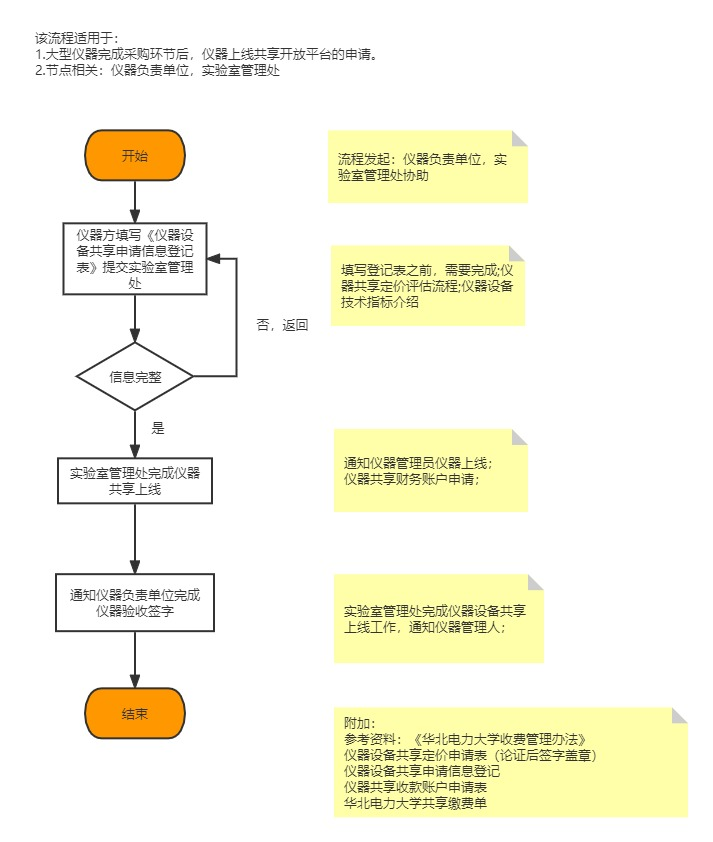 该流程适用于：
1.大型仪器完成采购环节后，仪器上线共享开放平台的申请。
2.节点相关：仪器负责单位，实验室管理处
开始
流程发起：仪器负责单位，实
验室管理处协助
仪器方填写《仪器设
备共享申请信息登记
表》提交实验室管理
处
填写登记表之前，需要完成;仪
器共享定价评估流程;仪器设备
技术指标介绍
否，返回
信息完整
是
实验室管理处完成仪器
共享上线
通知仪器管理员仪器上线；
仪器共享财务账户申请；
通知仪器负责单位完成
仪器验收签字
实验室管理处完成仪器设备共享
上线工作，通知仪器管理人；
结束
附加：
参考资料：《华北电力大学收费管理办法》
仪器设备共享定价申请表（论证后签字盖章）
仪器设备共享申请信息登记
仪器共享收款账户申请表
华北电力大学共享缴费单